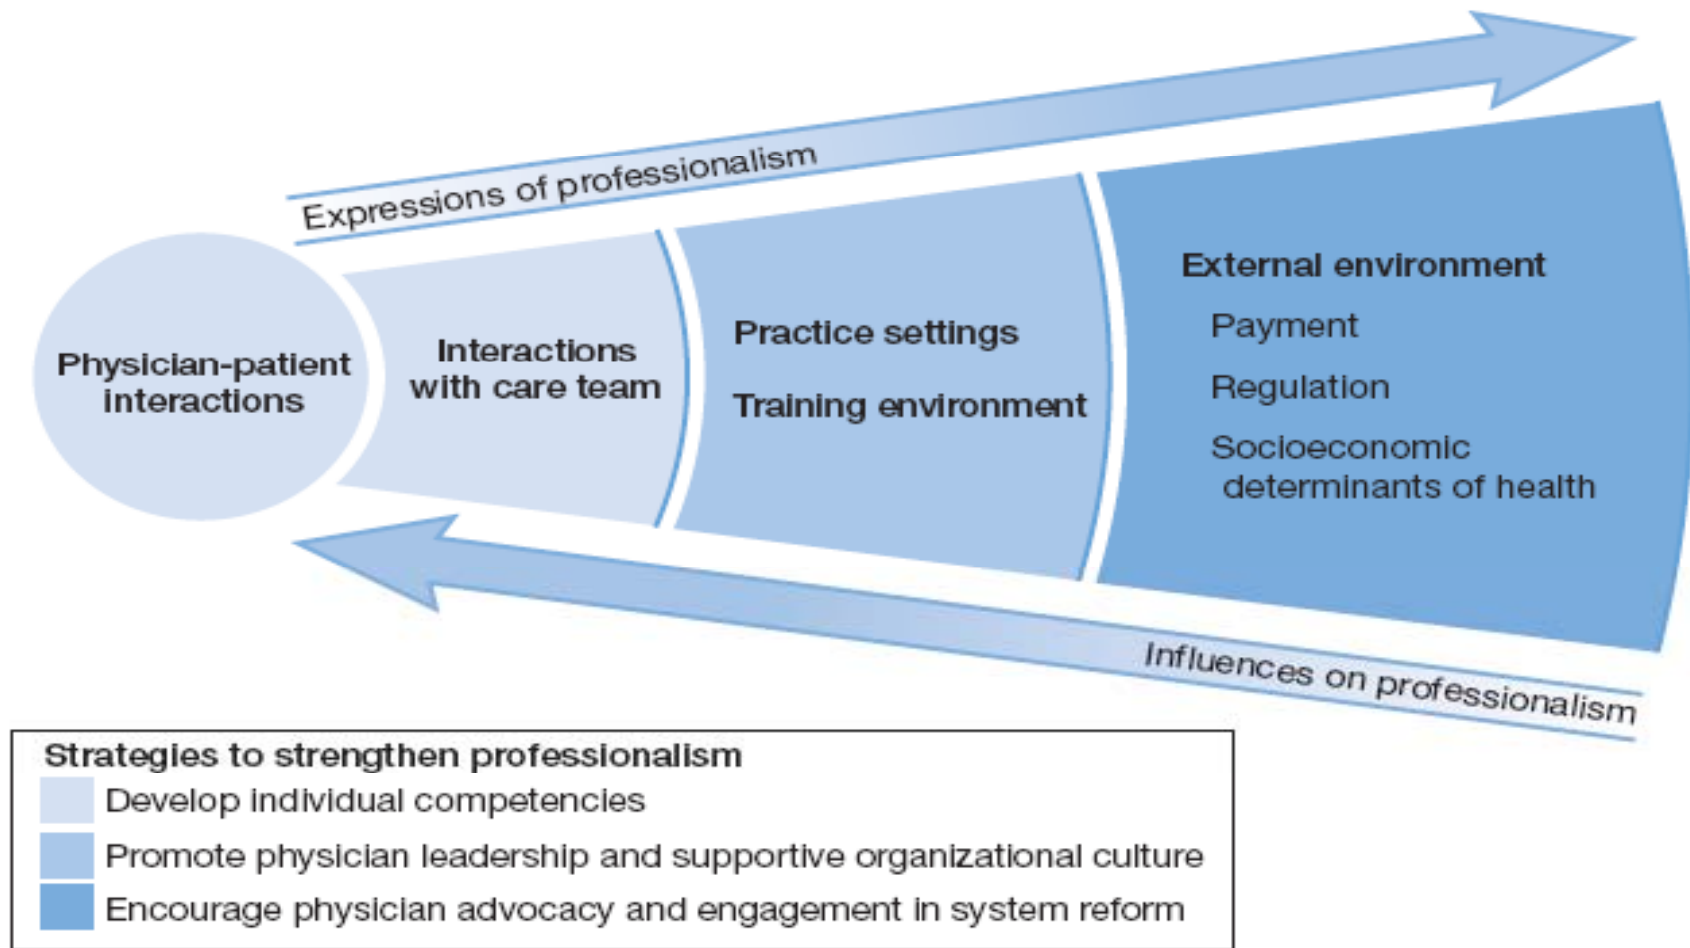 Expressions of professionalism
Physician-patient
interactions
Interactions
with care team
Practice settings
Training environment
External environment
Payment
Regulation
Socioeconomic
determinants of health
Influences on professionalism
Strategies to strengthen professionalism
Develop individual competencies
Promote physician leadership and supportive organizational culture
Encourage physician advocacy and engagement in system reform